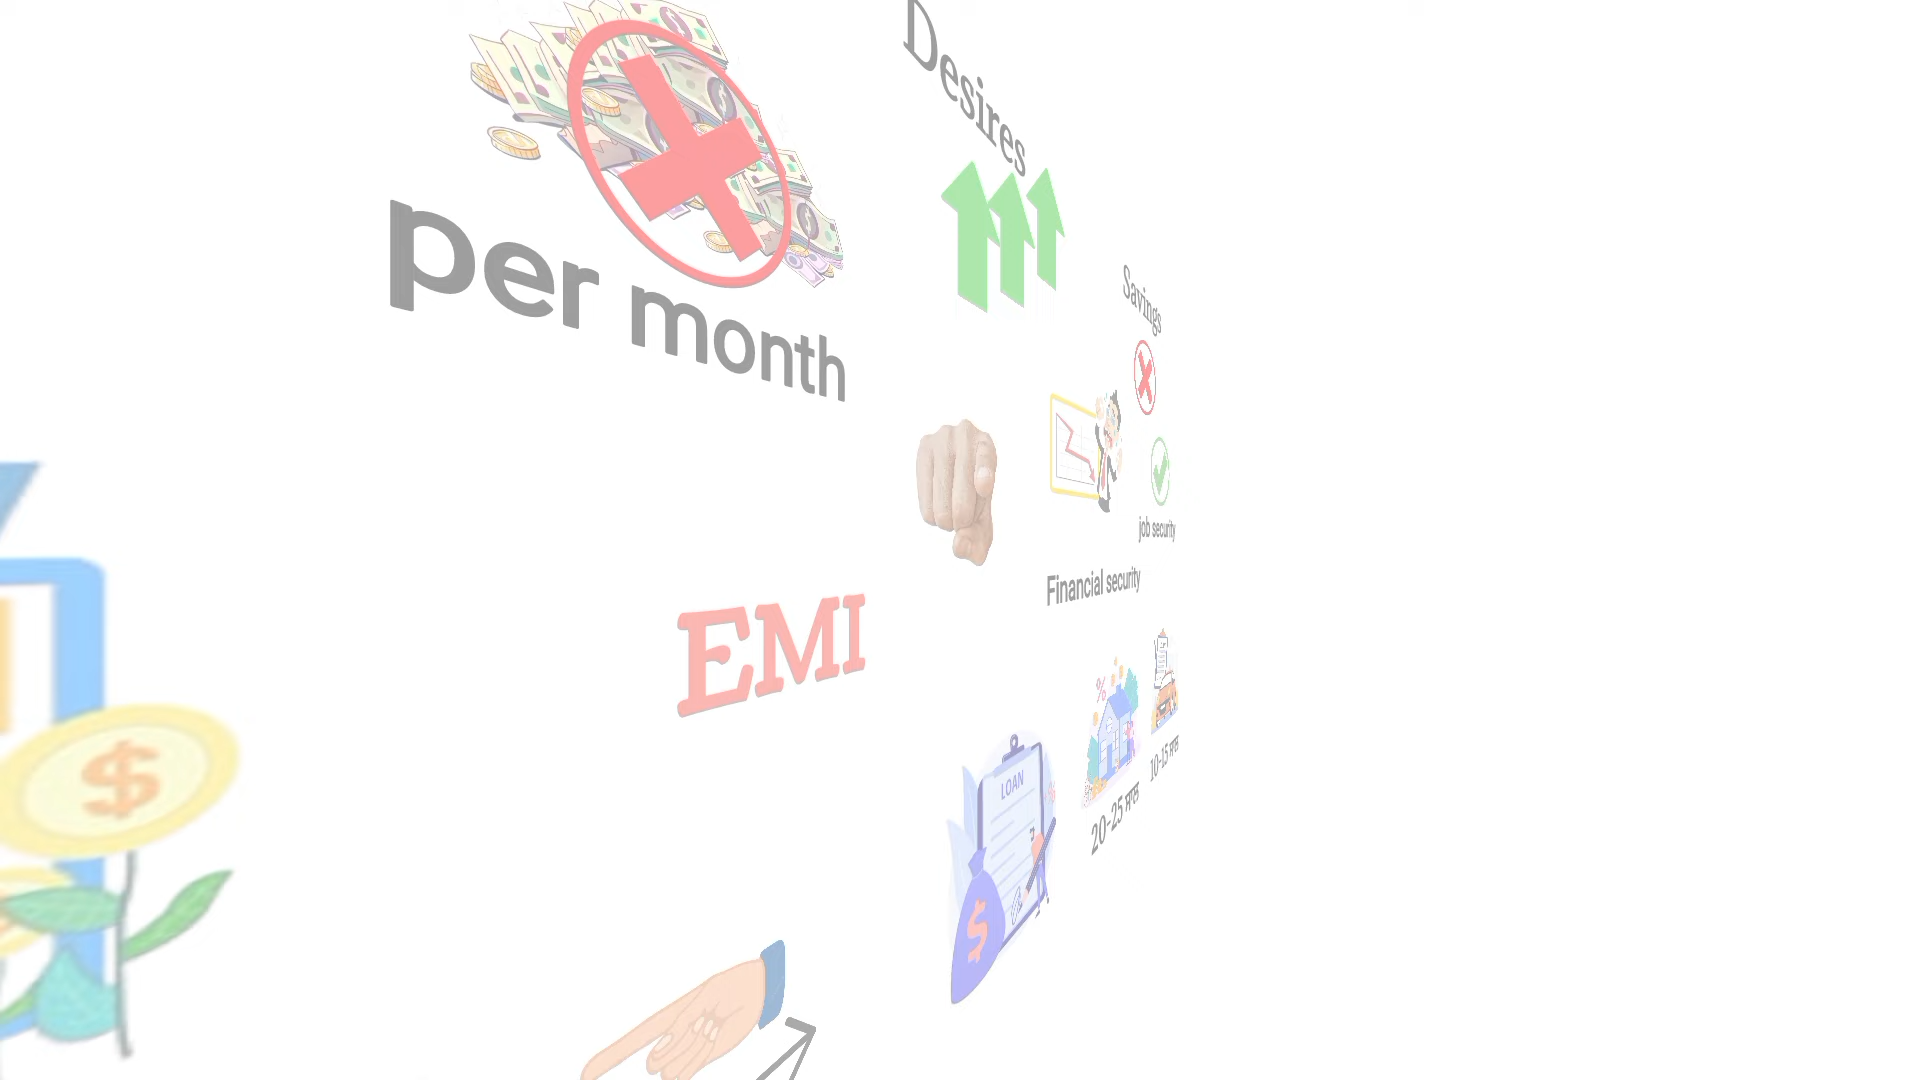 Desires
per month
Savings
job security
Financial security
EMI
LOAN
10-15 ਸਾਲ
20-25 ਸਾਲ